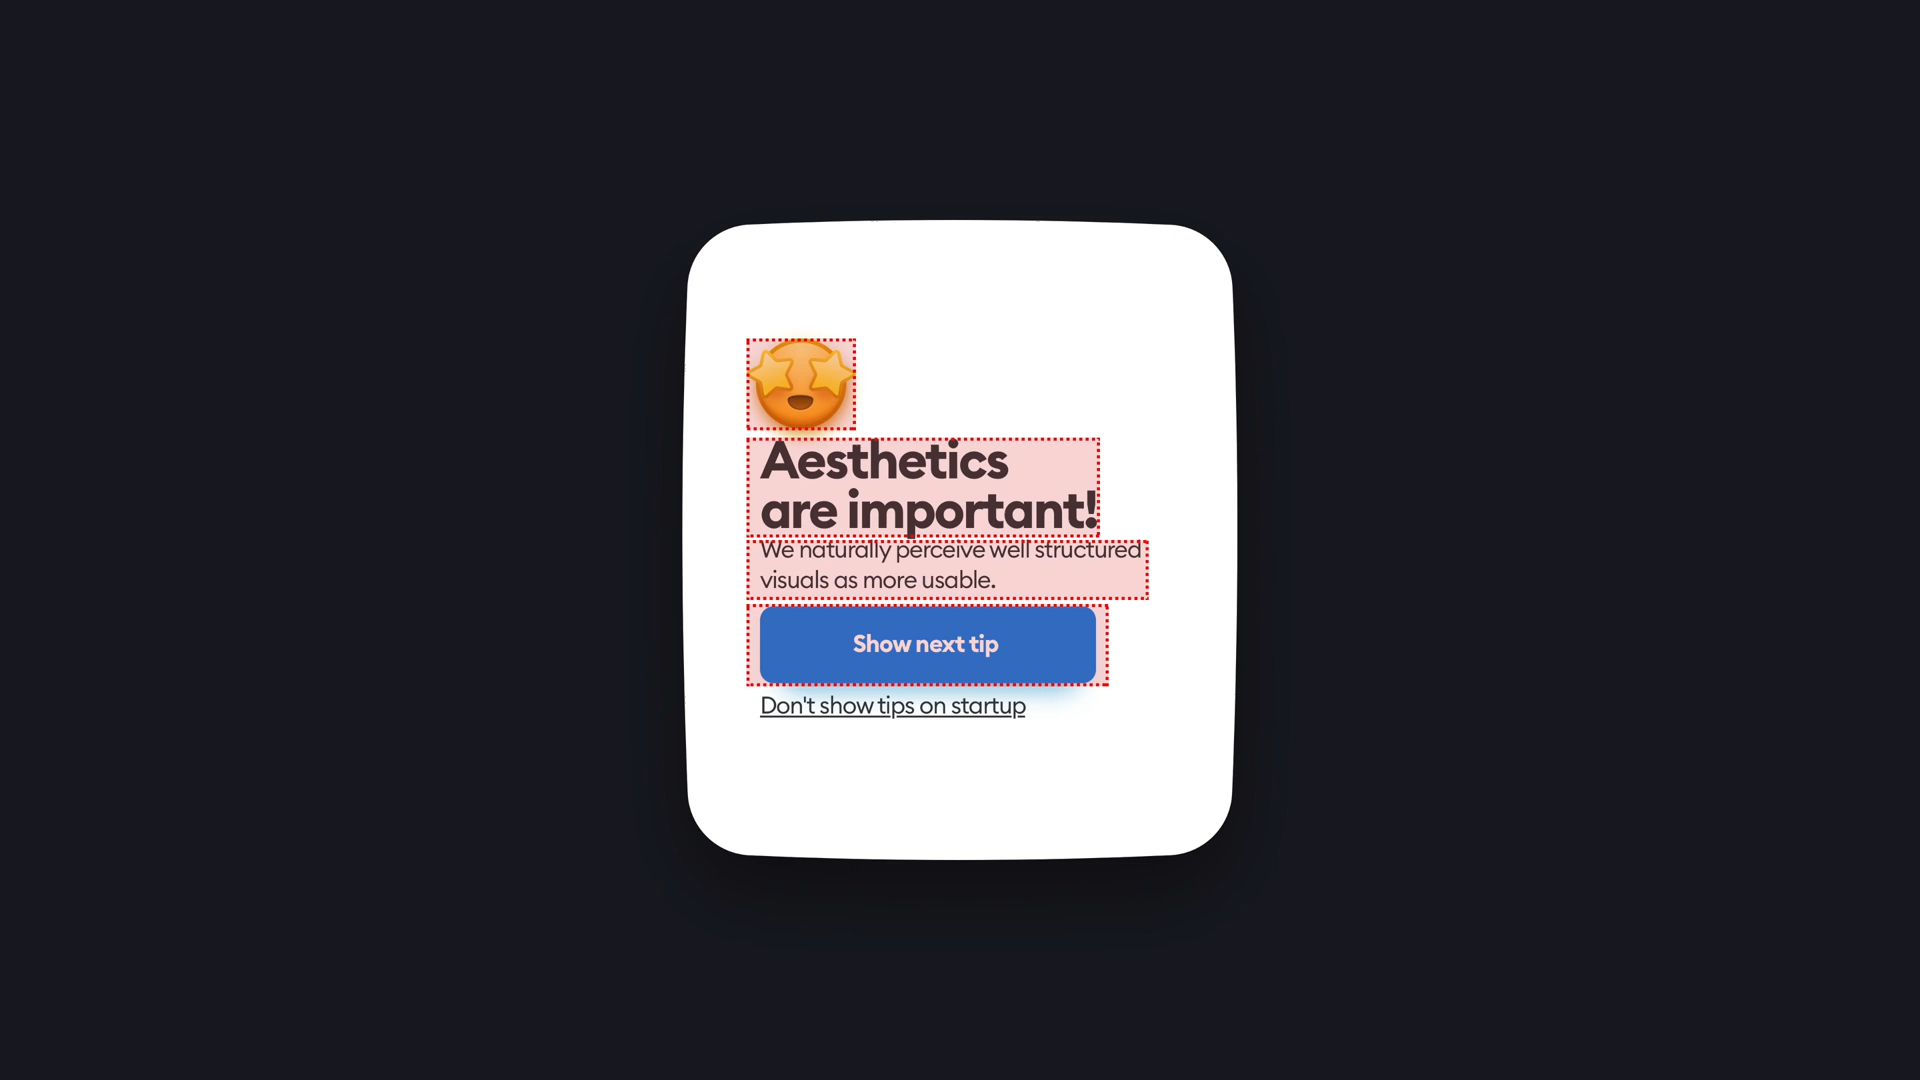 Aesthetics
are important!
We naturally perceive well structured
visuals as more usable.
Show next tip
Don't show tips on startup